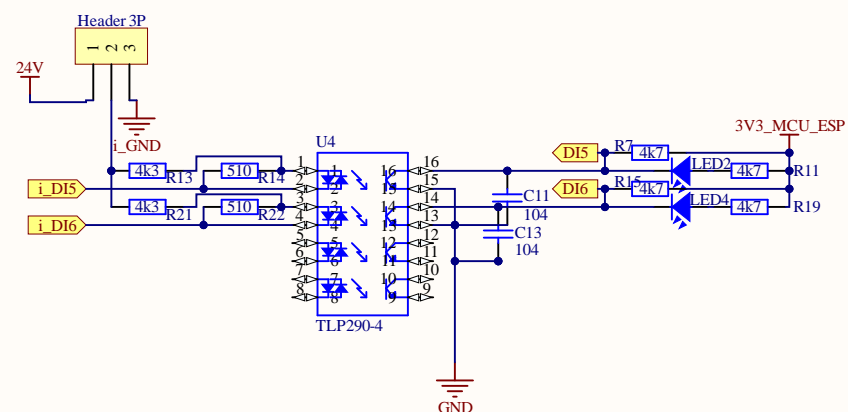 Header 3P
1 2 3
24V
i_GND
3V3_MCU_ESP
U4
DI5
R7
4k7
LED2
4k7
R11
4k3
R13
510
R14
1
1
16
16
i_DI5
2
2
15
15
C11
104
DI6
R15
4k7
LED4
4k7
R19
4k3
R21
510
R22
3
3
14
14
i_DI6
4
4
13
13
C13
104
5
5
12
12
6
6
11
11
7
7
10
10
8
8
9
9
TLP290-4
GND